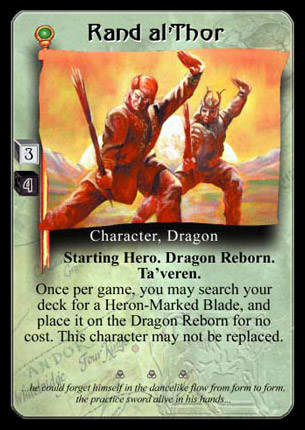 Rand al'Thor
3
4
Character, Dragon
Starting Hero. Dragon Reborn.
Ta'veren.
Once per game, you may search your
deck for a Heron-Marked Blade, and
place it on the Dragon Reborn for no
cost. This character may not be replaced.
ANDOR
Four Kings
...he could forget himself in the dancelike flow from form to form,
the practice sword alive in his hands...